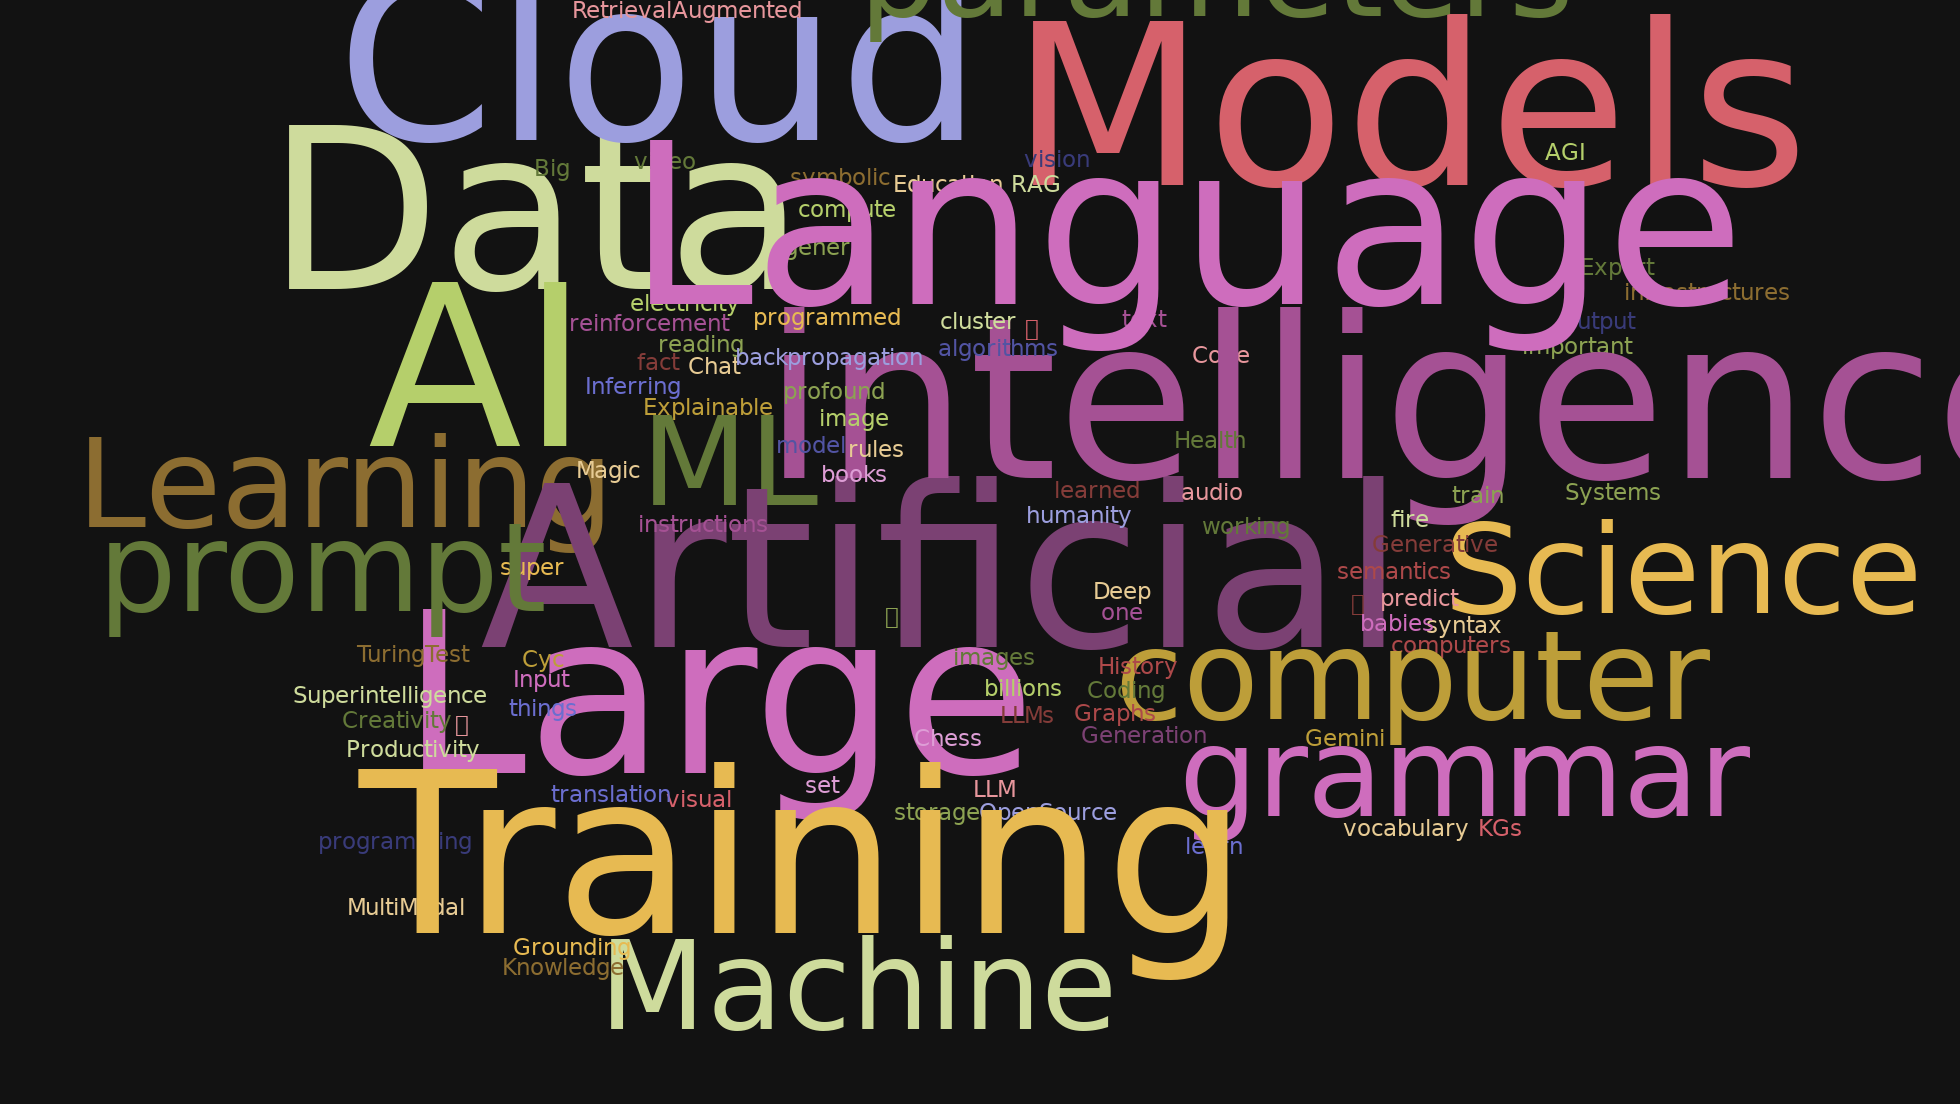 RetrievalAugmented
parameters
Cloud
Models
Big
video
vision
AGI
symbolic
Education
RAG
Data
compute
Language
Expert
infrastructures
electricity
reinforcement
programmed
cluster
text
AI
reading
backpropagation
algorithms
Code
important
fact
Chat
Inferring
profound
intelligence
Explainable
image
ML
model
rules
Health
Learning
Magic
books
learned
audio
train
Systems
instructions
humanity
working
fire
Generative
Science
prompt
super
Artificial
semantics
Deep
predict
one
babies
syntax
computers
TuringTest
Cyc
images
History
Input
Superintelligence
billions
Coding
computer
things
Large
LLMs
Graphs
Creativity
Chess
Generation
Gemini
Productivity
grammar
translation
visual
set
LLM
storage
OpenSource
vocabulary
KGs
programming
Training
learn
MultiModal
Grounding
Knowledge
Machine